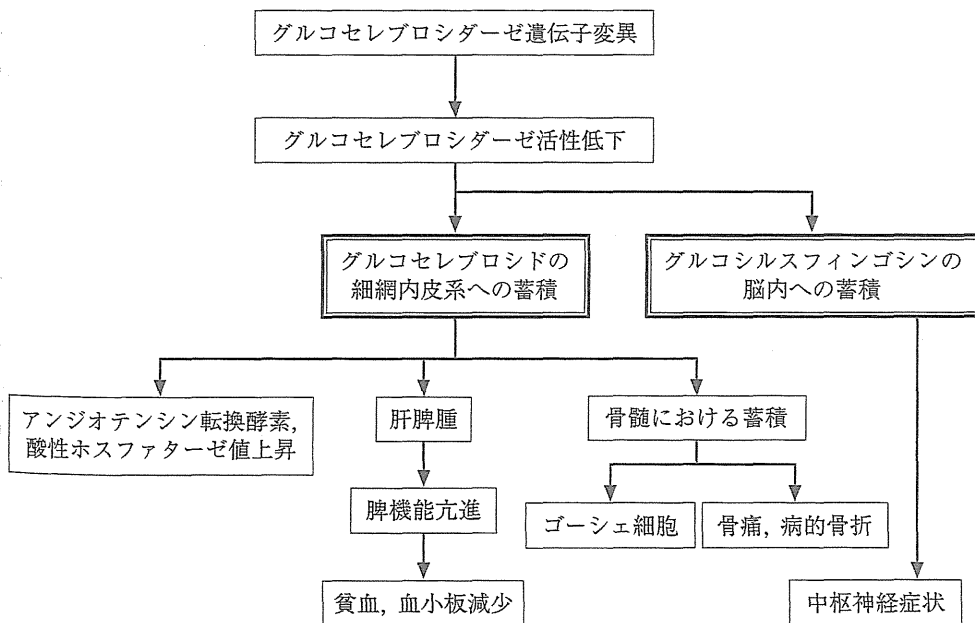 グルコセレブロシダーゼ遺伝子変異
グルコセレブロシダーゼ活性低下
グルコセレブロシドの
細網内皮系への蓄積
グルコシルスフィンゴシンの
脳内への蓄積
アンジオテンシン転換酵素,
酸性ホスファターゼ値上昇
肝脾腫
骨髄における蓄積
脾機能亢進
ゴーシェ細胞
骨痛, 病的骨折
貧血, 血小板減少
中枢神経症状